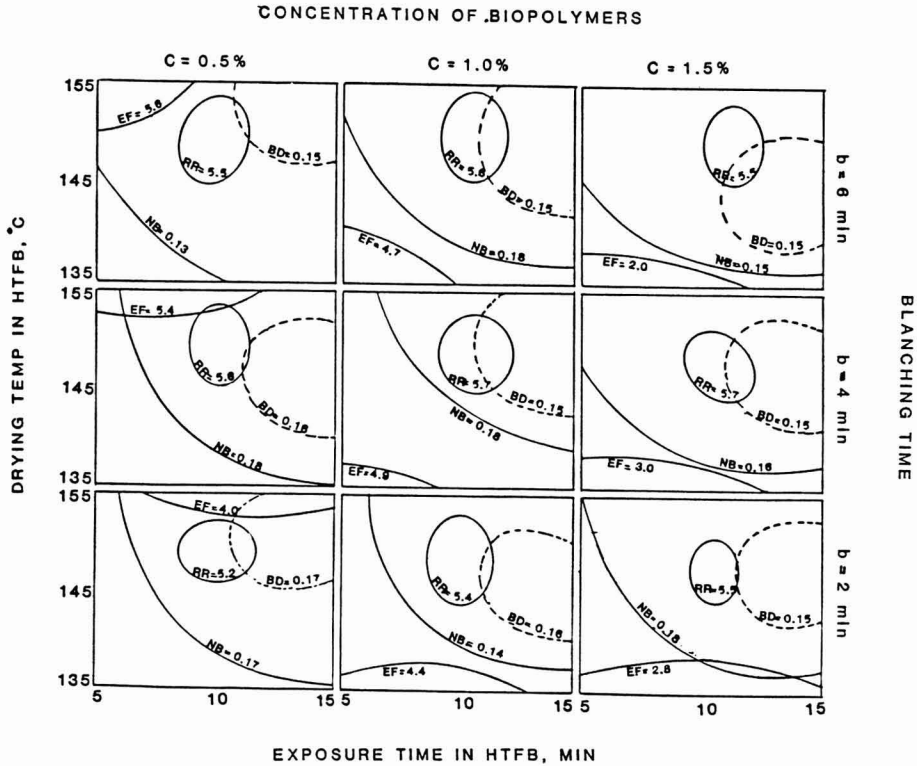 CONCENTRATION OF BIOPOLYMERS
C = 0.5%
C = 1.0%
C = 1.5%
DRYING TEMP IN HTFB, °C
155
145
135
EF = 5.6
RR = 5.5
BD = 0.15
NB = 0.13
RR = 5.6
BD = 0.15
NB = 0.18
EF = 4.7
RR = 5.5
BD = 0.15
NB = 0.15
EF = 2.0
b = 6 min
155
145
135
EF = 5.4
RR = 5.6
BD = 0.16
NB = 0.18
RR = 5.7
BD = 0.15
NB = 0.18
EF = 4.9
RR = 5.7
BD = 0.15
NB = 0.16
EF = 3.0
b = 4 min
BLANCHING TIME
155
145
135
EF = 4.0
RR = 5.2
BD = 0.17
NB = 0.17
RR = 5.4
BD = 0.16
NB = 0.14
EF = 4.4
RR = 5.5
BD = 0.15
NB = 0.18
EF = 2.8
b = 2 min
5
15
5
10
15
5
10
15
EXPOSURE TIME IN HTFB, MIN